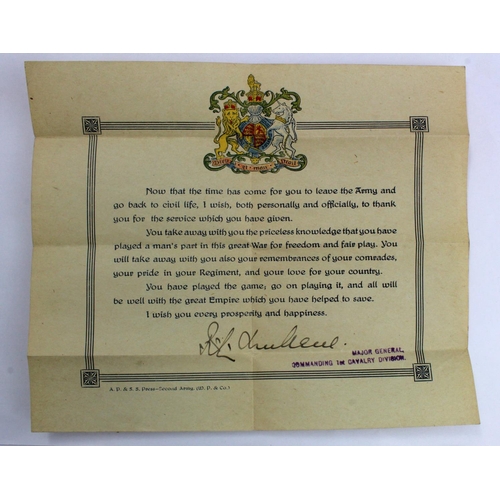 Now that the time has come for you to leave the Army and
go back to civil life, I wish, both personally and officially, to thank
you for the service which you have given.
You take away with you the priceless knowledge that you have
played a man's part in this great War for freedom and fair play. You
will take away with you also your remembrances of your comrades,
your pride in your Regiment, and your love for your country.
You have played the game; go on playing it, and all will
be well with the great Empire which you have helped to save.
I wish you every prosperity and happiness.
MAJOR GENERAL,
COMMANDING 1st CAVALRY DIVISION.
A. P. & S. S. Press—Second Army.